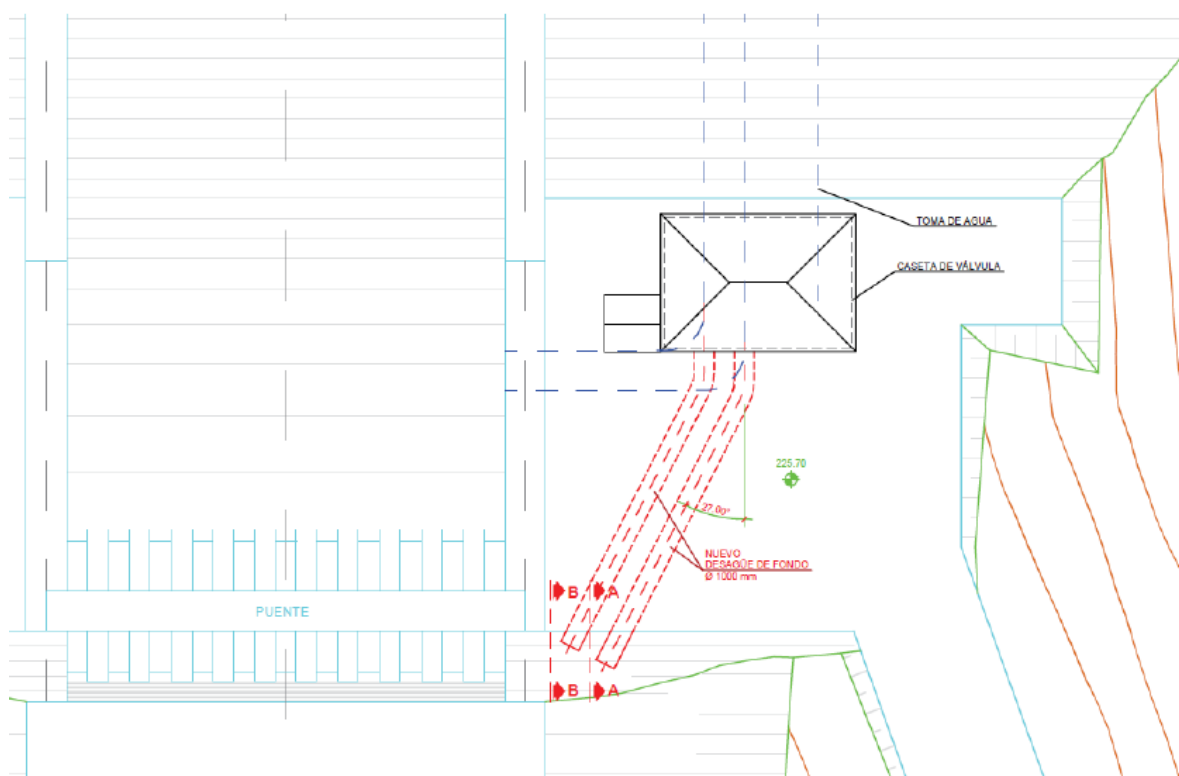 TOMA DE AGUA
CASETA DE VÁLVULA
225.70
27.00°
NUEVO
DESAGÜE DE FONDO
Ø 1000 mm
B A
PUENTE
B A